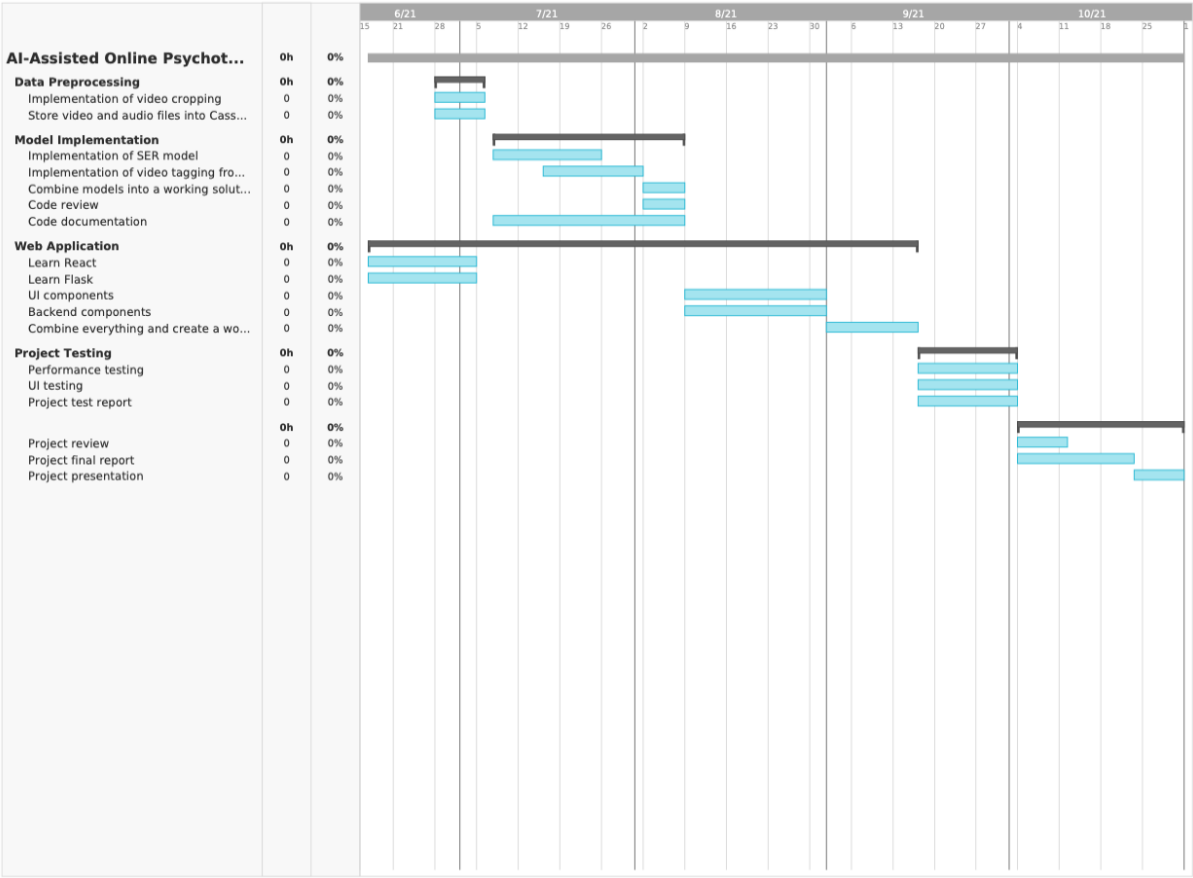 6/21 7/21 8/21 9/21 10/21
15 21 28 5 12 19 26 2 9 16 23 30 6 13 20 27 4 11 18 25 1
AI-Assisted Online Psychot... 0h 0%
Data Preprocessing 0h 0%
Implementation of video cropping 0 0%
Store video and audio files into Cass... 0 0%
Model Implementation 0h 0%
Implementation of SER model 0 0%
Implementation of video tagging fro... 0 0%
Combine models into a working solut... 0 0%
Code review 0 0%
Code documentation 0 0%
Web Application 0h 0%
Learn React 0 0%
Learn Flask 0 0%
UI components 0 0%
Backend components 0 0%
Combine everything and create a wo... 0 0%
Project Testing 0h 0%
Performance testing 0 0%
UI testing 0 0%
Project test report 0 0%
0h 0%
Project review 0 0%
Project final report 0 0%
Project presentation 0 0%